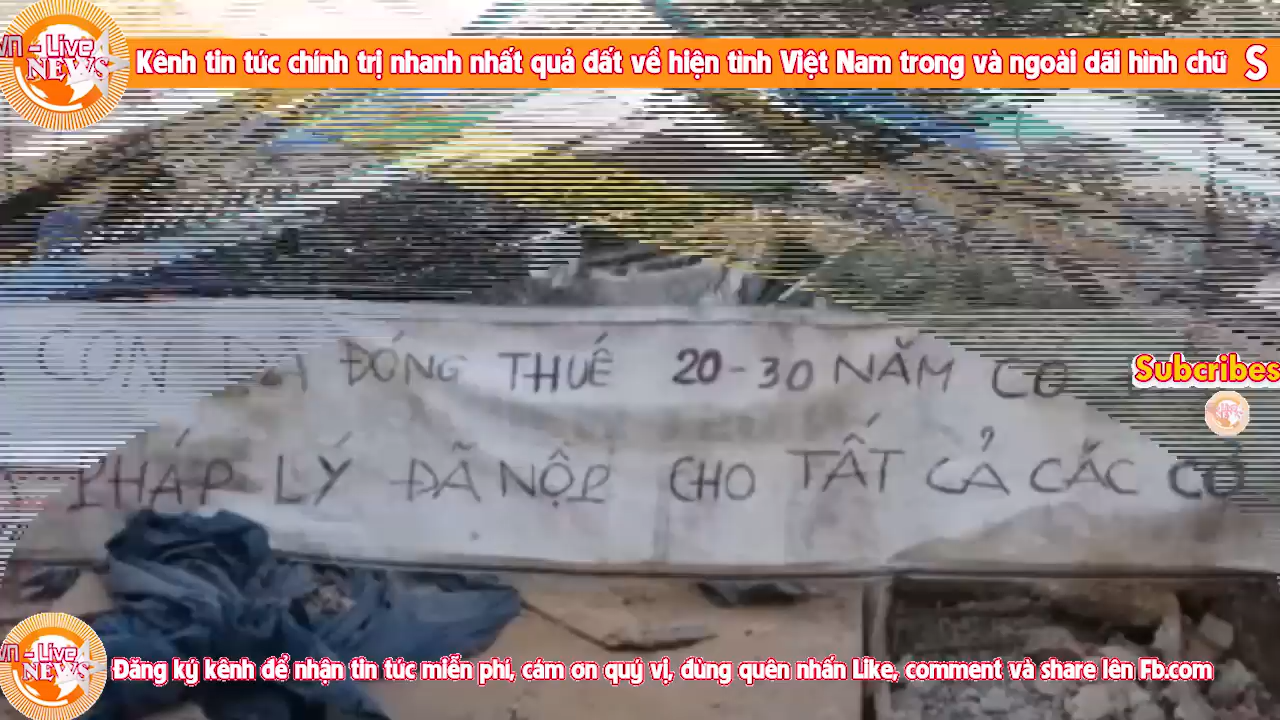 VN - Live
NEWS
Kênh tin tức chính trị nhanh nhất quả đất về hiện tình Việt Nam trong và ngoài dãi hình chữ S
CON ĐÓNG THUÉ 20-30 NĂM CO
Subcribes
PHÁP LÝ ĐÃ NỘP CHO TẤT CẢ CÁC CƠ
VN - Live
NEWS
Đăng ký kênh để nhận tin tức miễn phí, cám ơn quý vị, đừng quên nhấn Like, comment và share lên Fb.com